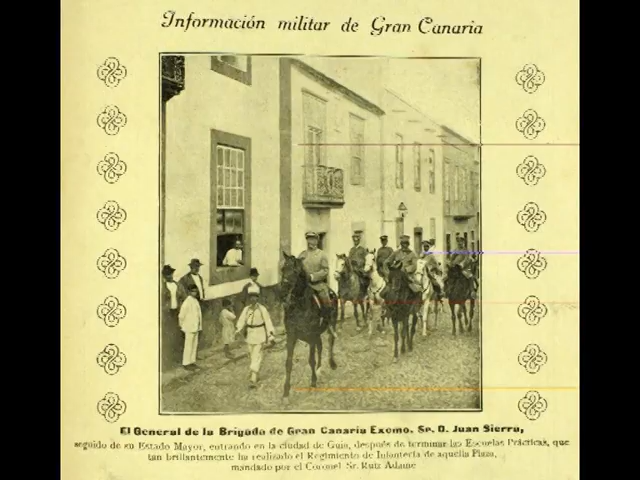 Información militar de Gran Canaria
El General de la Brigada de Gran Canaria Exemo. Sr. D. Juan Sierra,
seguido de su Estado Mayor, entrando en la ciudad de Guía, después de terminar las Escuelas Prácticas, que
tan brillantemente ha realizado el Regimiento de Infantería de aquella Plaza,
mandado por el Coronel Sr. Ruiz Adame